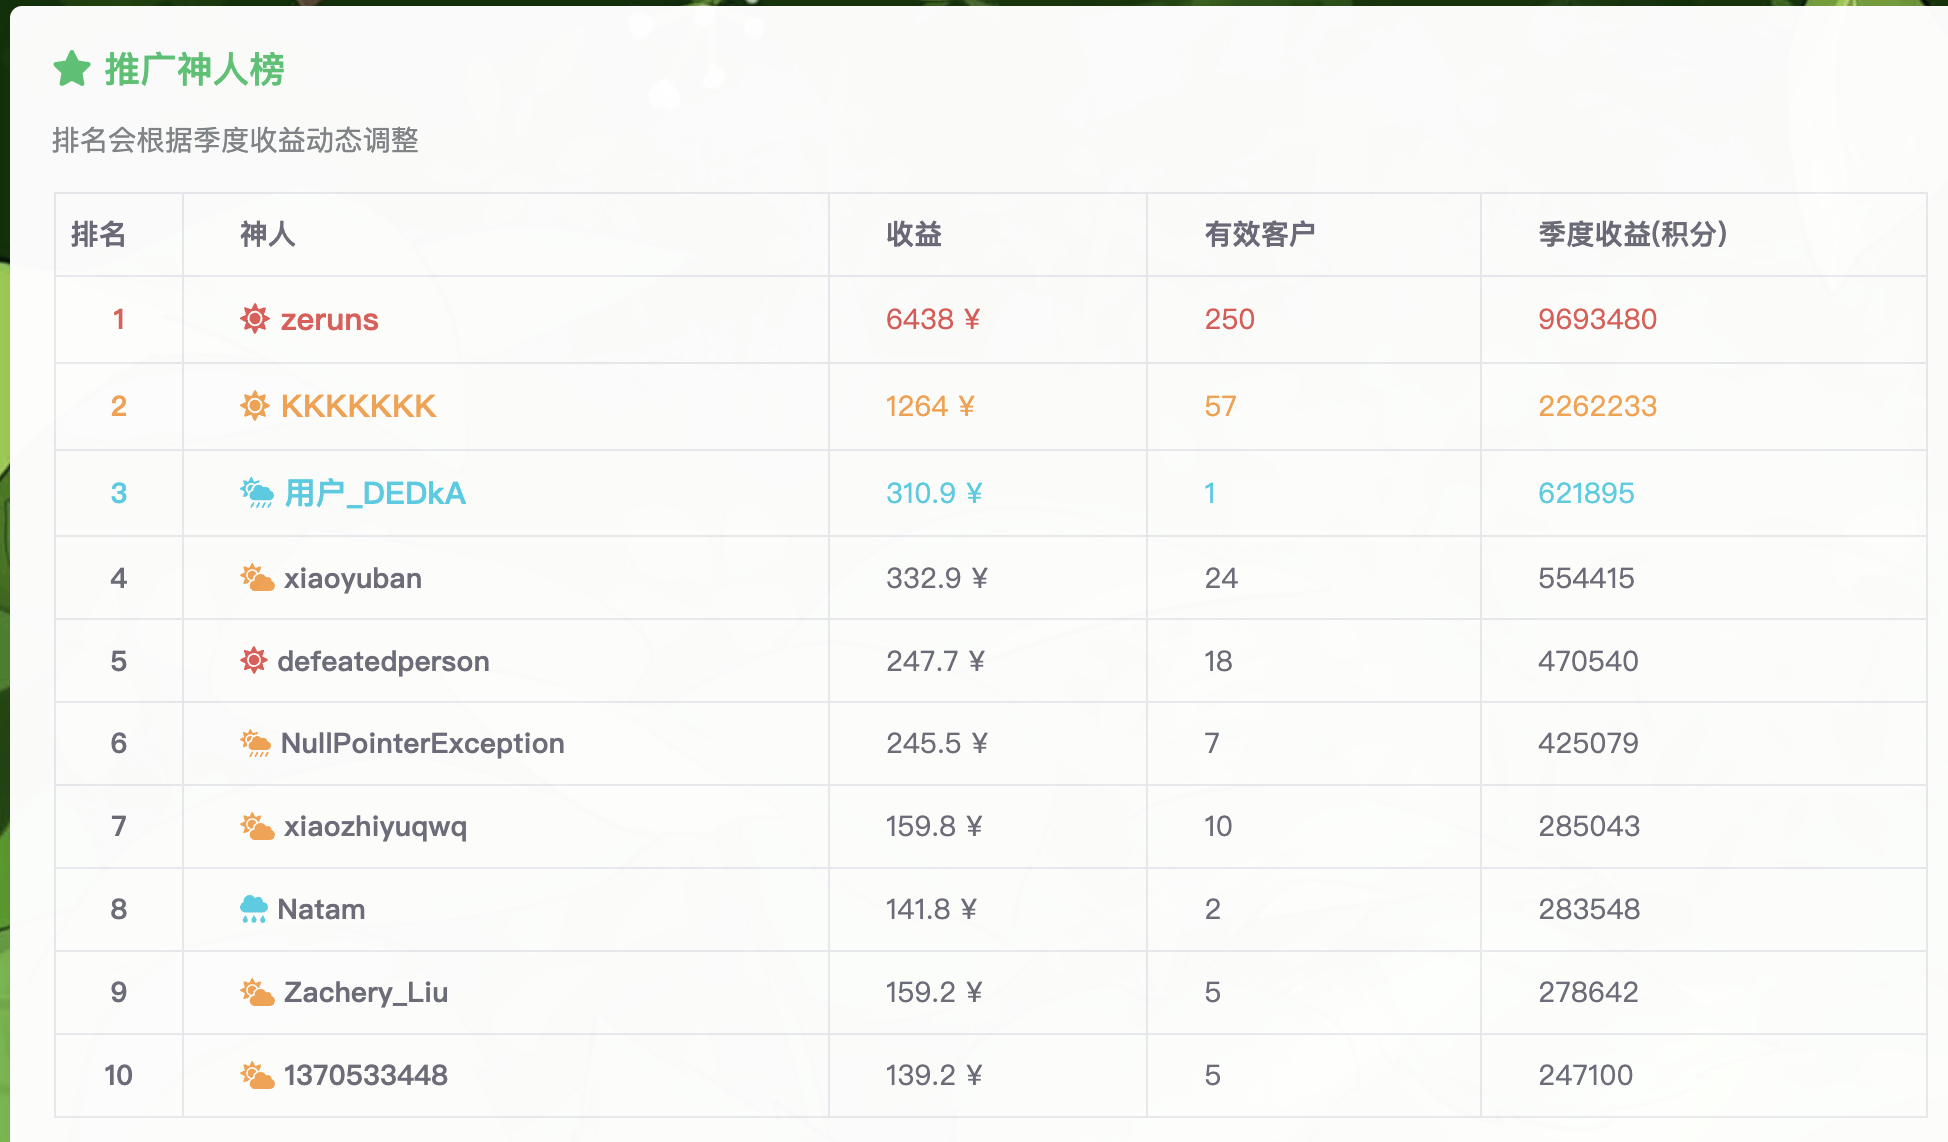 推广神人榜
排名会根据季度收益动态调整
排名 神人 收益 有效客户 季度收益(积分)
1 zeruns 6438 ¥ 250 9693480
2 KKKKKKK 1264 ¥ 57 2262233
3 用户_DEDkA 310.9 ¥ 1 621895
4 xiaoyuban 332.9 ¥ 24 554415
5 defeatedperson 247.7 ¥ 18 470540
6 NullPointerException 245.5 ¥ 7 425079
7 xiaozhiyuqwq 159.8 ¥ 10 285043
8 Natam 141.8 ¥ 2 283548
9 Zachery_Liu 159.2 ¥ 5 278642
10 1370533448 139.2 ¥ 5 247100